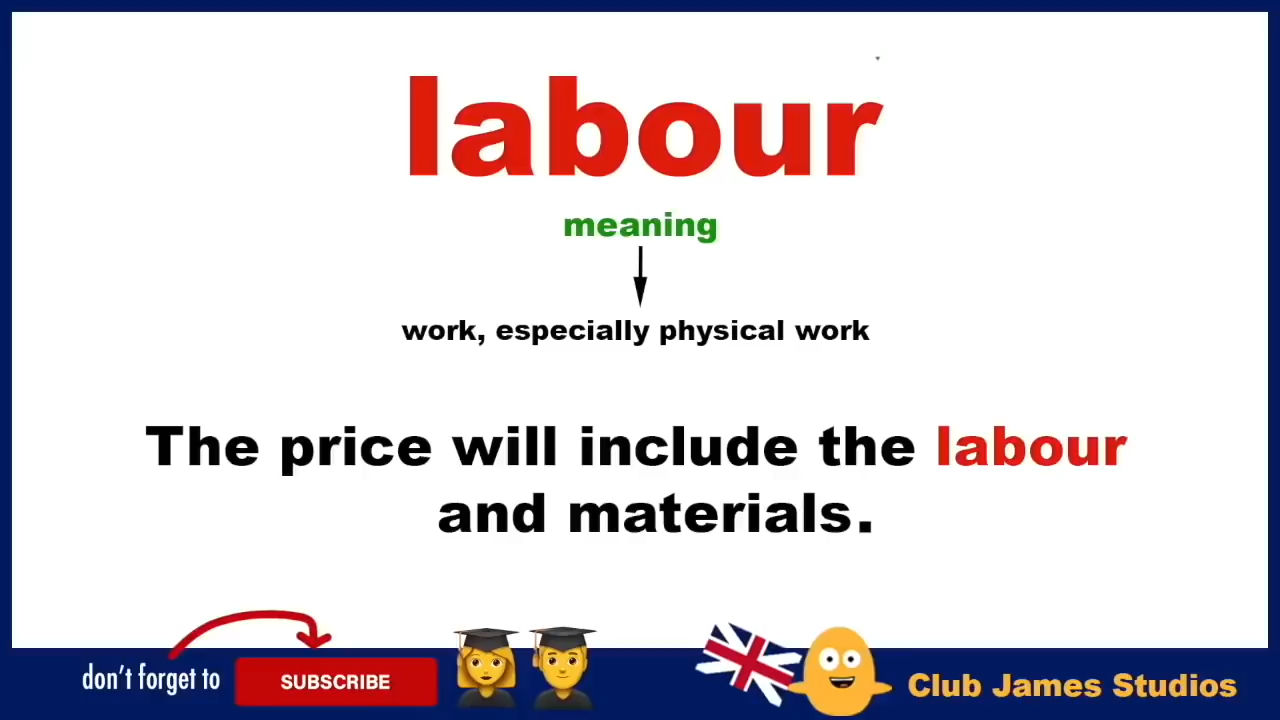 labour
meaning
work, especially physical work
The price will include the labour
and materials.
don't forget to
SUBSCRIBE
Club James Studios